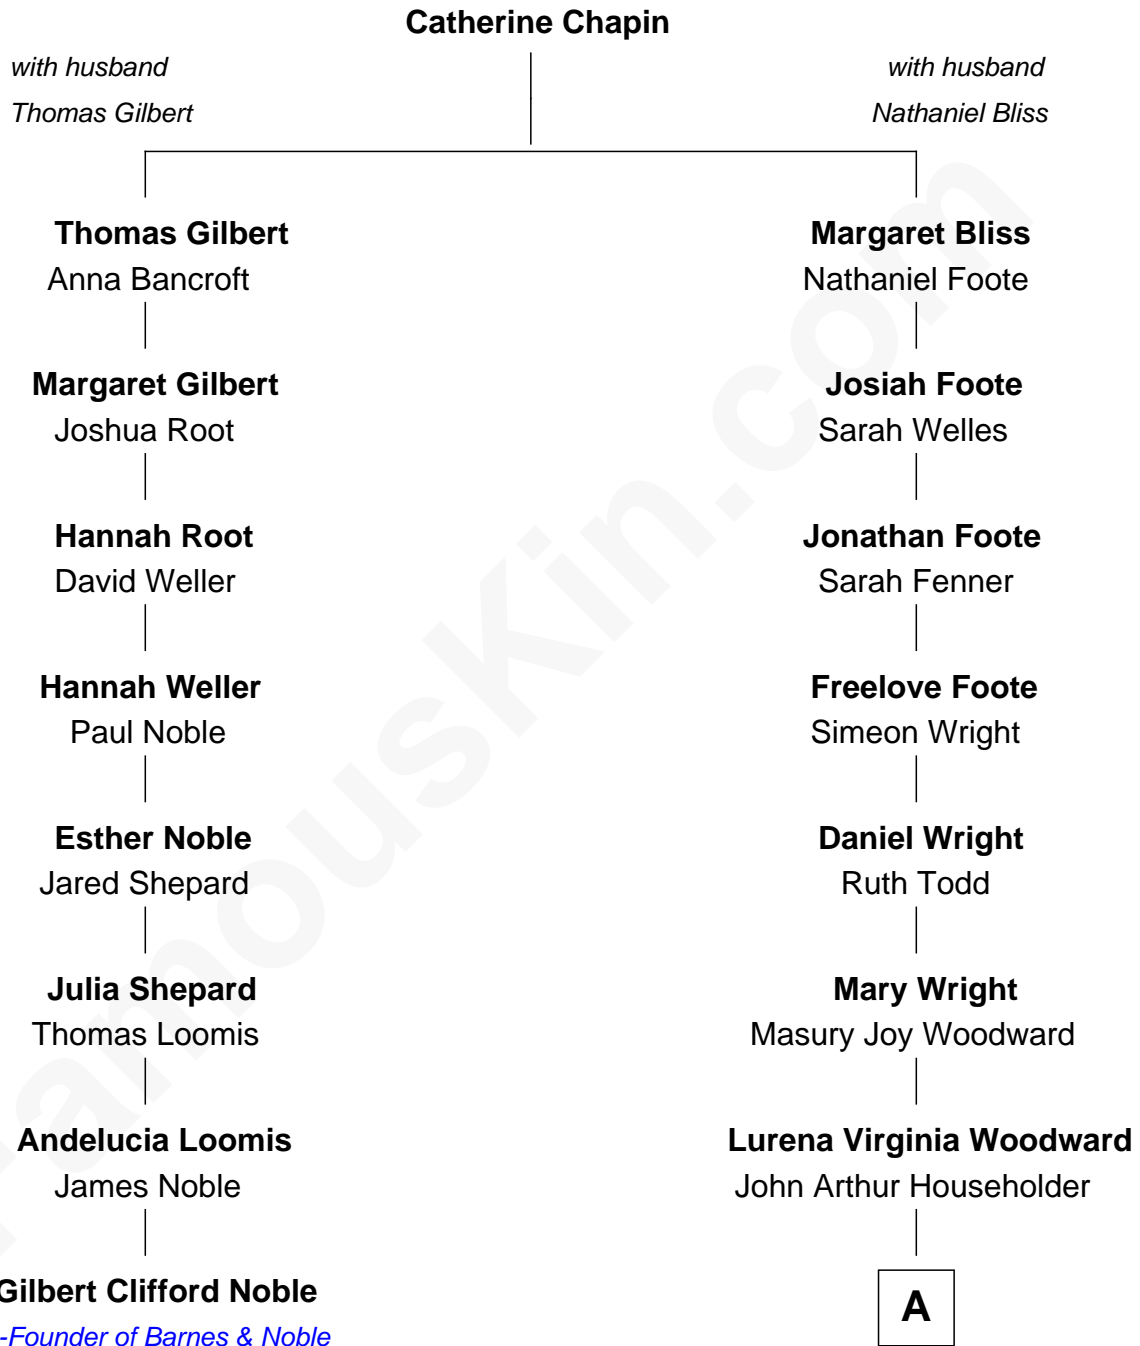 Catherine Chapin
with husband
Thomas Gilbert
with husband
Nathaniel Bliss
Thomas Gilbert
Anna Bancroft
Margaret Bliss
Nathaniel Foote
Margaret Gilbert
Joshua Root
Josiah Foote
Sarah Welles
Hannah Root
David Weller
Jonathan Foote
Sarah Fenner
Hannah Weller
Paul Noble
Freelove Foote
Simeon Wright
Esther Noble
Jared Shepard
Daniel Wright
Ruth Todd
Julia Shepard
Thomas Loomis
Mary Wright
Masury Joy Woodward
Andelucia Loomis
James Noble
Lurena Virginia Woodward
John Arthur Householder
Gilbert Clifford Noble
-Founder of Barnes & Noble
A
FamousKin.com